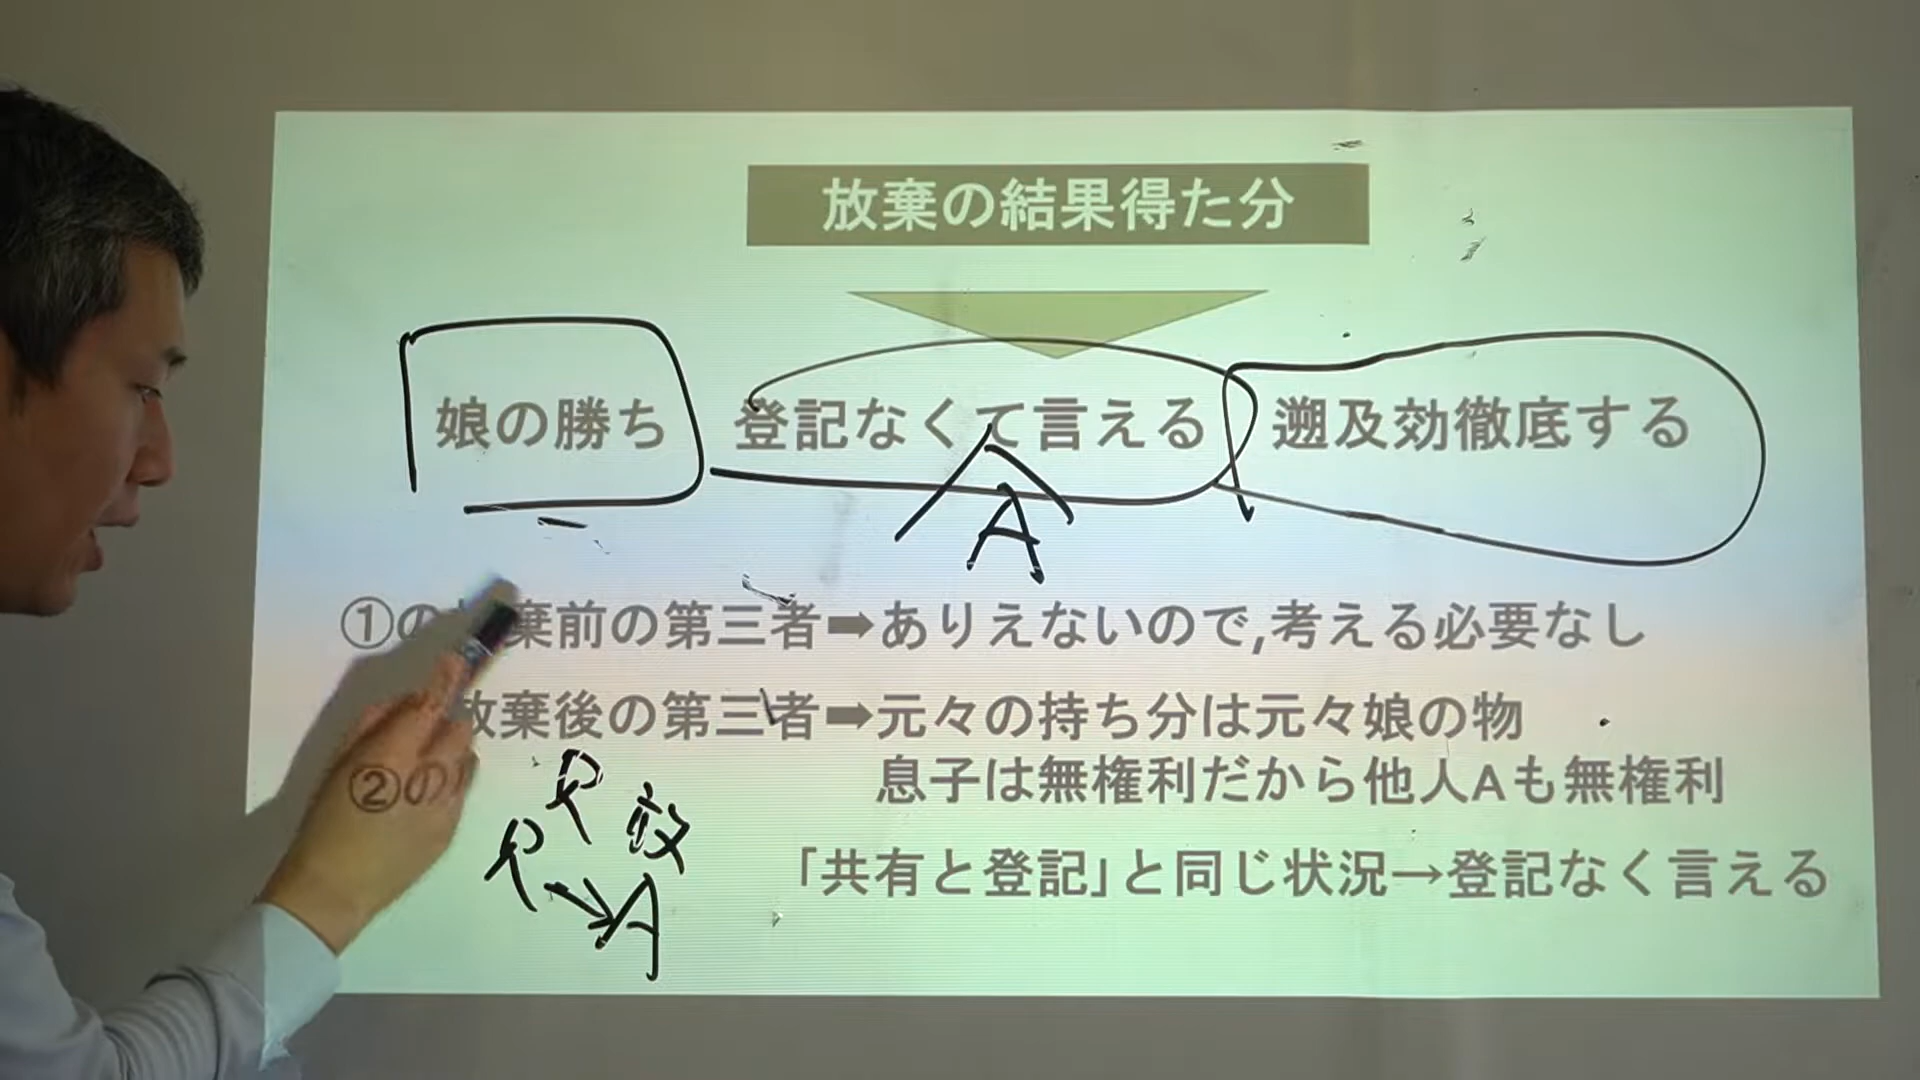 放棄の結果得た分
娘の勝ち 登記なくて言える 遡及効徹底する
A
①の 棄前の第三者➡ありえないので,考える必要なし
放棄後の第三者➡元々の持ち分は元々娘の物
②の 息子は無権利だから他人Aも無権利
放
「共有と登記」と同じ状況→登記なく言える
A